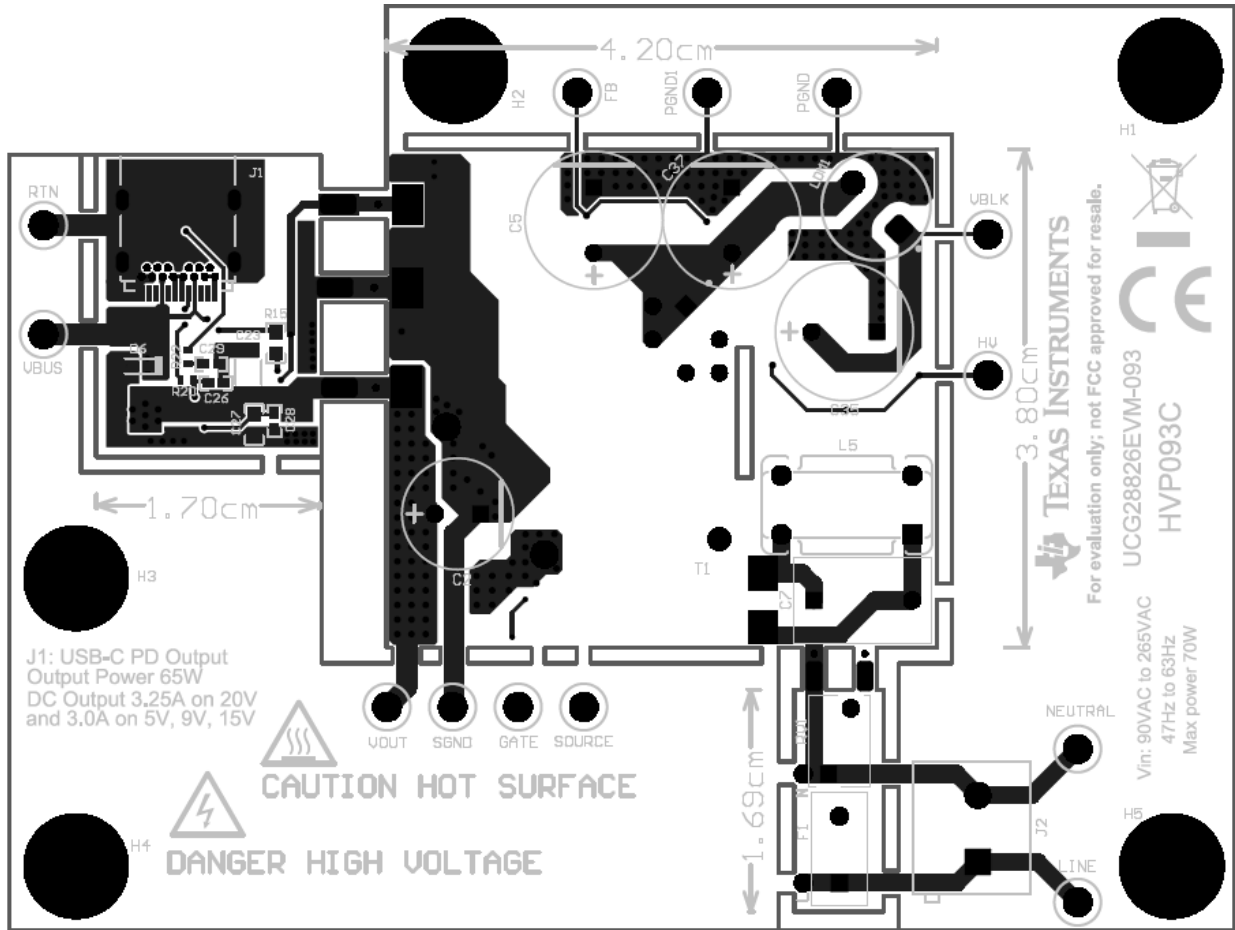 4.20cm
H2
FB
PGND1
PGND
H1
RTN
J1
C37
LDM1
C5
VBLK
R15
C23
VBUS
D6
R22
C29
HV
R20
C26
C27
C28
C35
3.80cm
L5
1.70cm
TEXAS INSTRUMENTS
For evaluation only; not FCC approved for resale.
UCG28826EVM-093
HVP093C
CE
H3
C2
T1
C7
J1: USB-C PD Output
Output Power 65W
DC Output 3.25A on 20V
and 3.0A on 5V, 9V, 15V
VOUT
SGND
GATE
SOURCE
NEUTRAL
Vin: 90VAC to 265VAC
47Hz to 63Hz
Max power 70W
CAUTION HOT SURFACE
1.69cm
N
F1
J2
H4
DANGER HIGH VOLTAGE
H5
LINE